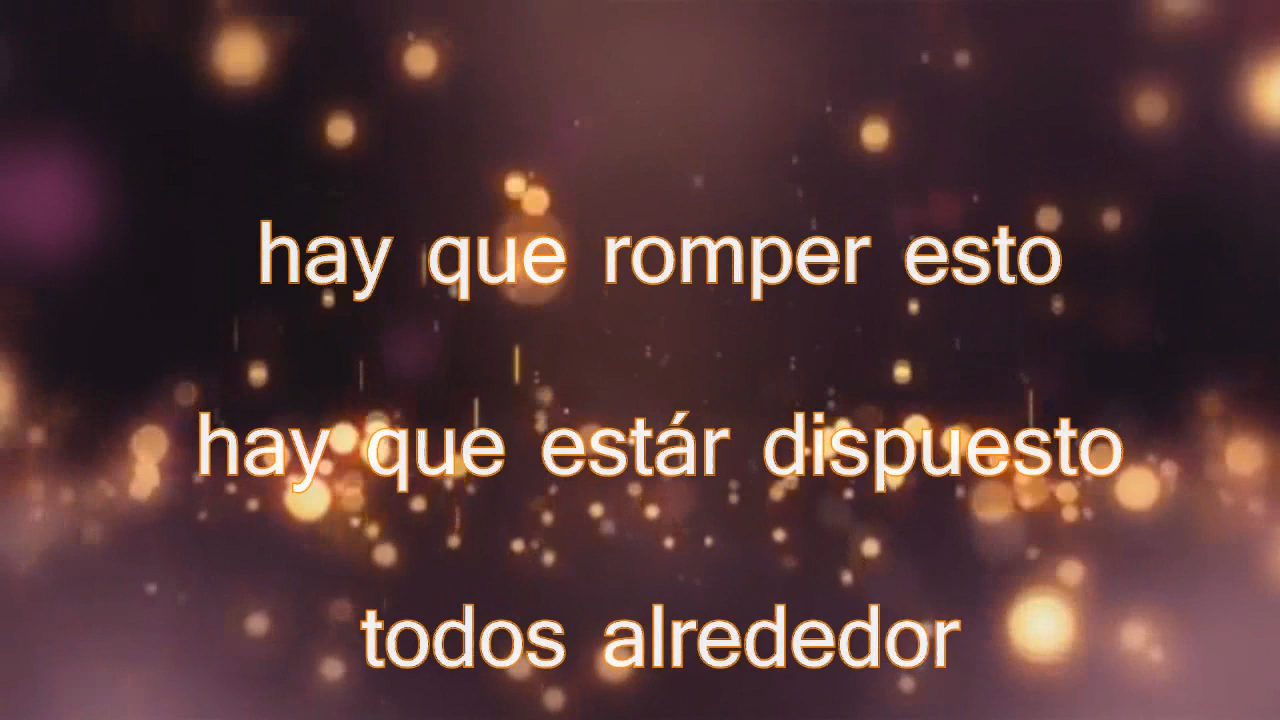 hay que romper esto
hay que estár dispuesto
todos alrededor